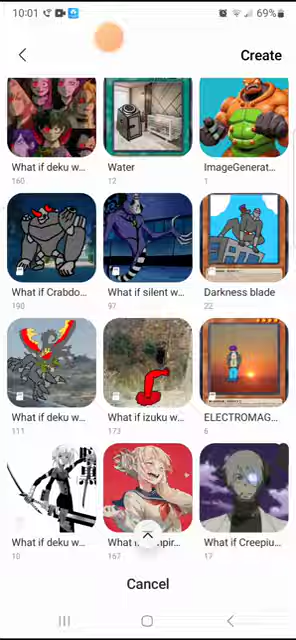 10:01 69%
Create
What if deku w... Water ImageGenerat...
160 12 1
What if Crabdo... What if silent w... Darkness blade
190 97 22
What if deku w... What if izuku w... ELECTROMAG...
111 173 6
What if deku w... What if Creepiu...
10 167 17
Cancel